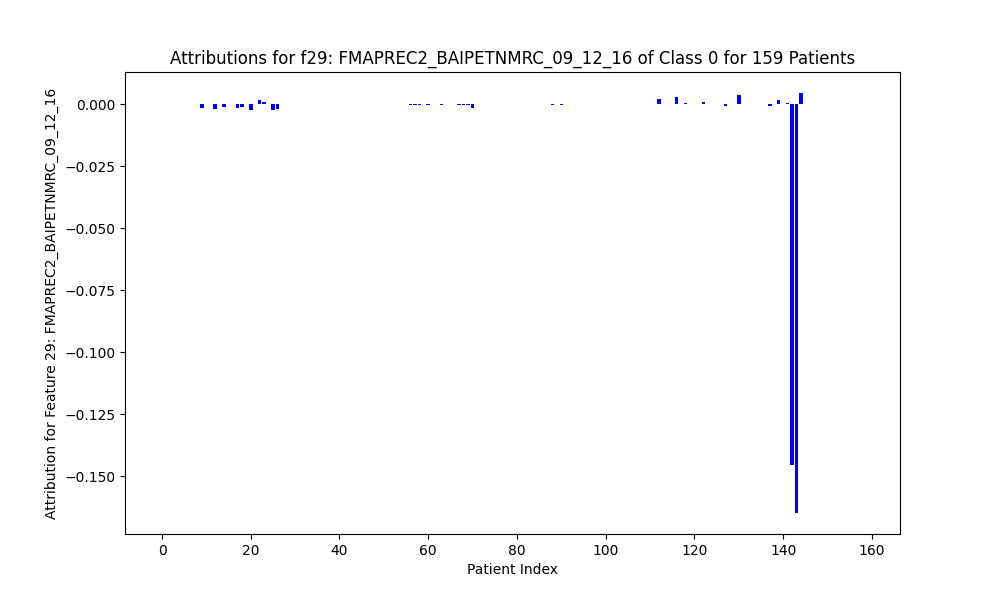 Attributions for f29: FMAPREC2_BAIPETNMRC_09_12_16 of Class 0 for 159 Patients
Attribution for Feature 29: FMAPREC2_BAIPETNMRC_09_12_16
0.000
−0.025
−0.050
−0.075
−0.100
−0.125
−0.150
0 20 40 60 80 100 120 140 160
Patient Index